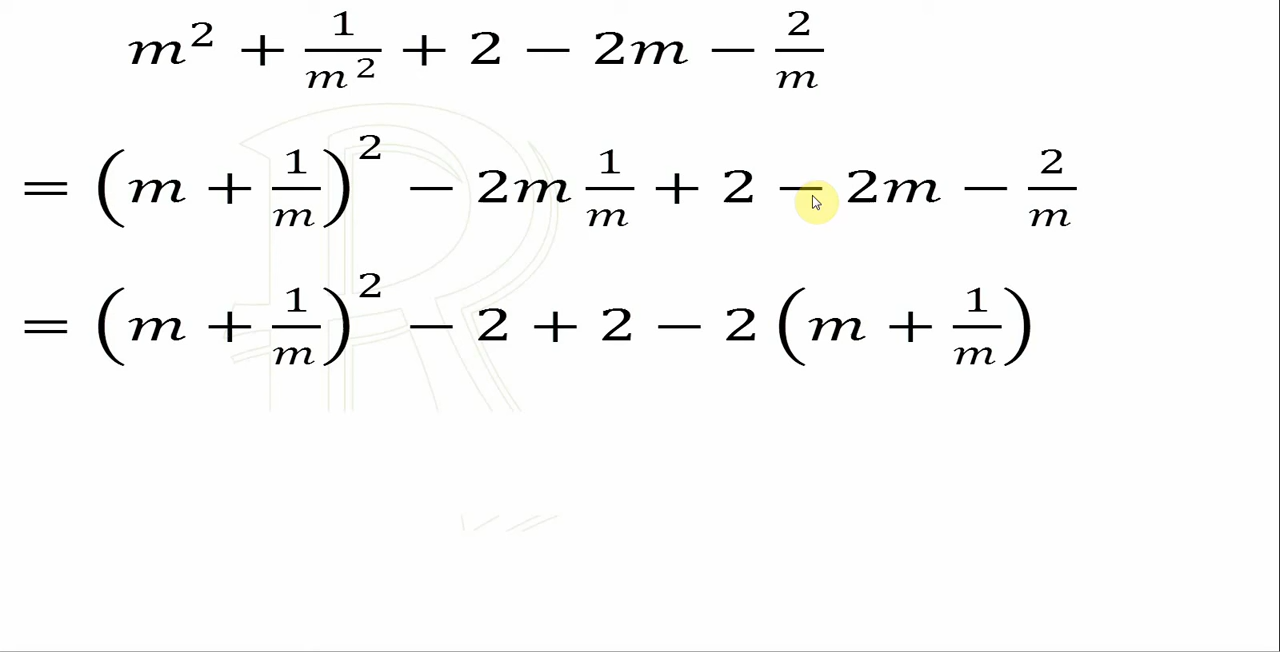 m² + 1/m² + 2 − 2m − 2/m
= (m + 1/m)² − 2m 1/m + 2 − 2m − 2/m
= (m + 1/m)² − 2 + 2 − 2 (m + 1/m)